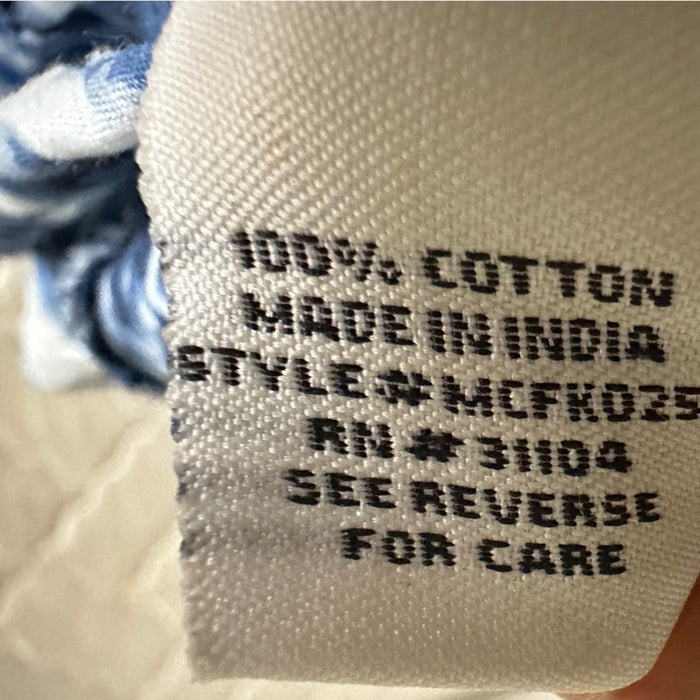 100% COTTON
MADE IN INDIA
STYLE # MCFK025
RN # 31104
SEE REVERSE
FOR CARE